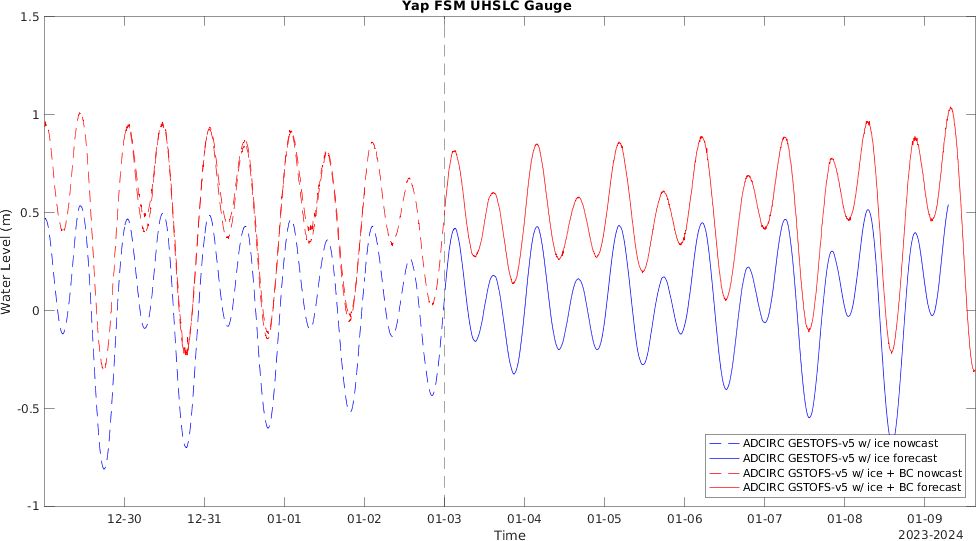 Yap FSM UHSLC Gauge
1.5
1
0.5
0
-0.5
-1
Water Level (m)
ADCIRC GESTOFS-v5 w/ ice nowcast
ADCIRC GESTOFS-v5 w/ ice forecast
ADCIRC GSTOFS-v5 w/ ice + BC nowcast
ADCIRC GSTOFS-v5 w/ ice + BC forecast
12-30 12-31 01-01 01-02 01-03 01-04 01-05 01-06 01-07 01-08 01-09
Time
2023-2024